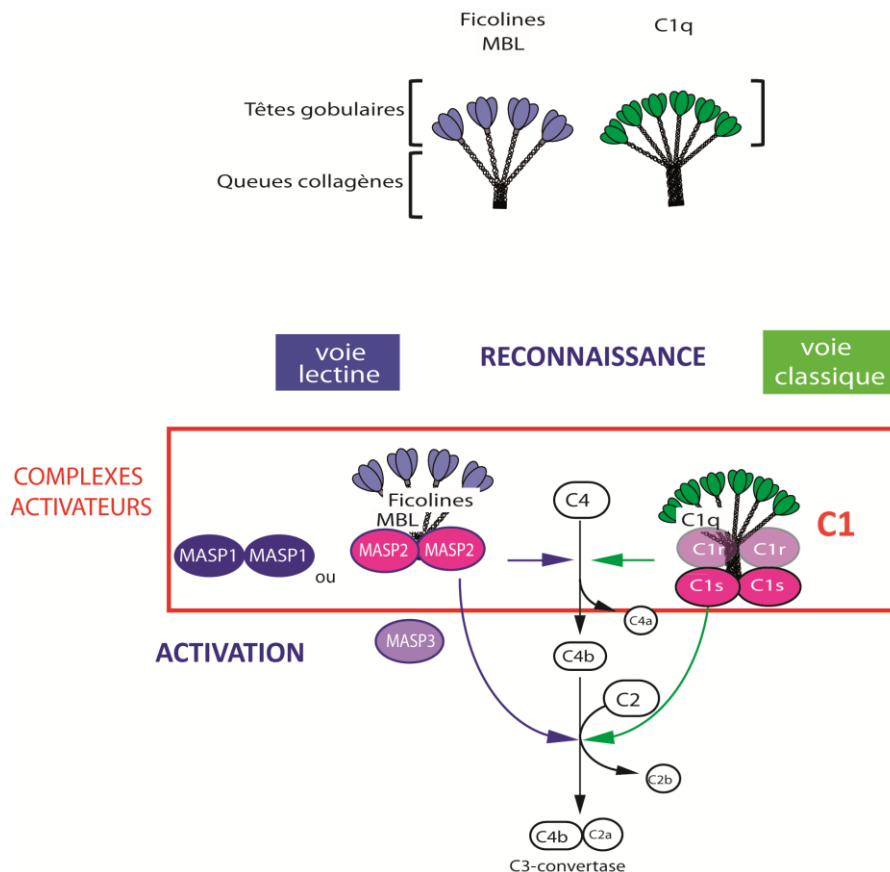 Ficolines
MBL
C1q
Têtes gobulaires
Queues collagènes
voie
lectine
RECONNAISSANCE
voie
classique
COMPLEXES
ACTIVATEURS
Ficolines
MBL
C4
C1q
C1
MASP1
MASP1
ou
MASP2
MASP2
C1r
C1r
C1s
C1s
C4a
ACTIVATION
MASP3
C4b
C2
C2b
C4b
C2a
C3-convertase